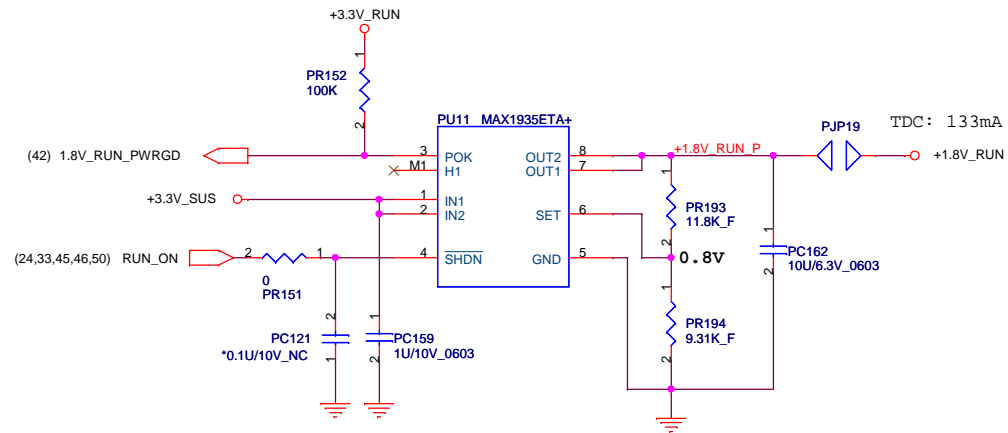 +3.3V_RUN
1
PR152
100K
2
PU11 MAX1935ETA+
TDC: 133mA
PJP19
(42) 1.8V_RUN_PWRGD
3 POK OUT2 8 +1.8V_RUN_P +1.8V_RUN
M1 H1 OUT1 7
1
PR193
11.8K_F
2
+3.3V_SUS
1 IN1
2 IN2 SET 6
1
PC162
10U/6.3V_0603
2
0.8V
(24,33,45,46,50) RUN_ON
2 1 4 SHDN GND 5
0
PR151
1
PR194
9.31K_F
2
2
PC121
*0.1U/10V_NC
1
1
PC159
1U/10V_0603
2